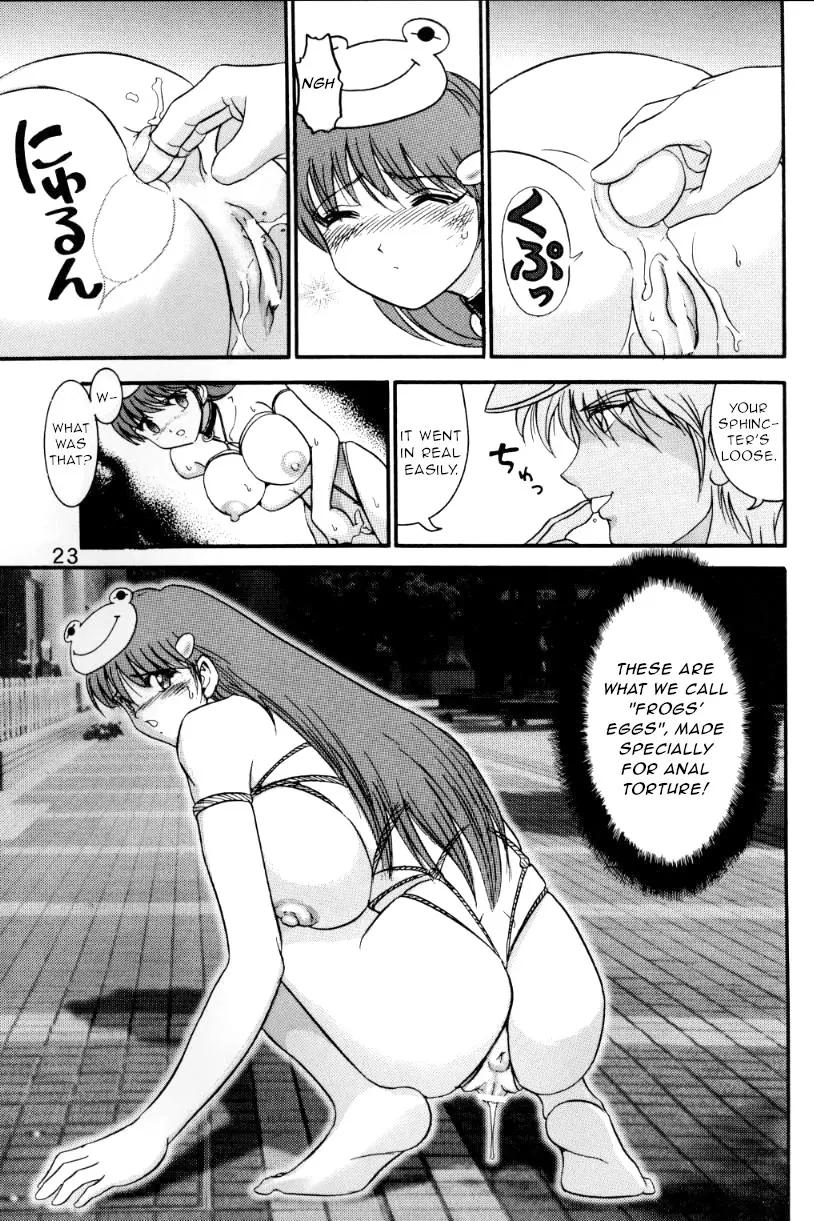 くぷっ
NGH
にゅるん
YOUR
SPHINC-
TER'S
LOOSE.
ちゅっ
IT WENT
IN REAL
EASILY.
W-
WHAT
WAS
THAT?
23
THESE ARE
WHAT WE CALL
"FROGS'
EGGS", MADE
SPECIALLY
FOR ANAL
TORTURE!